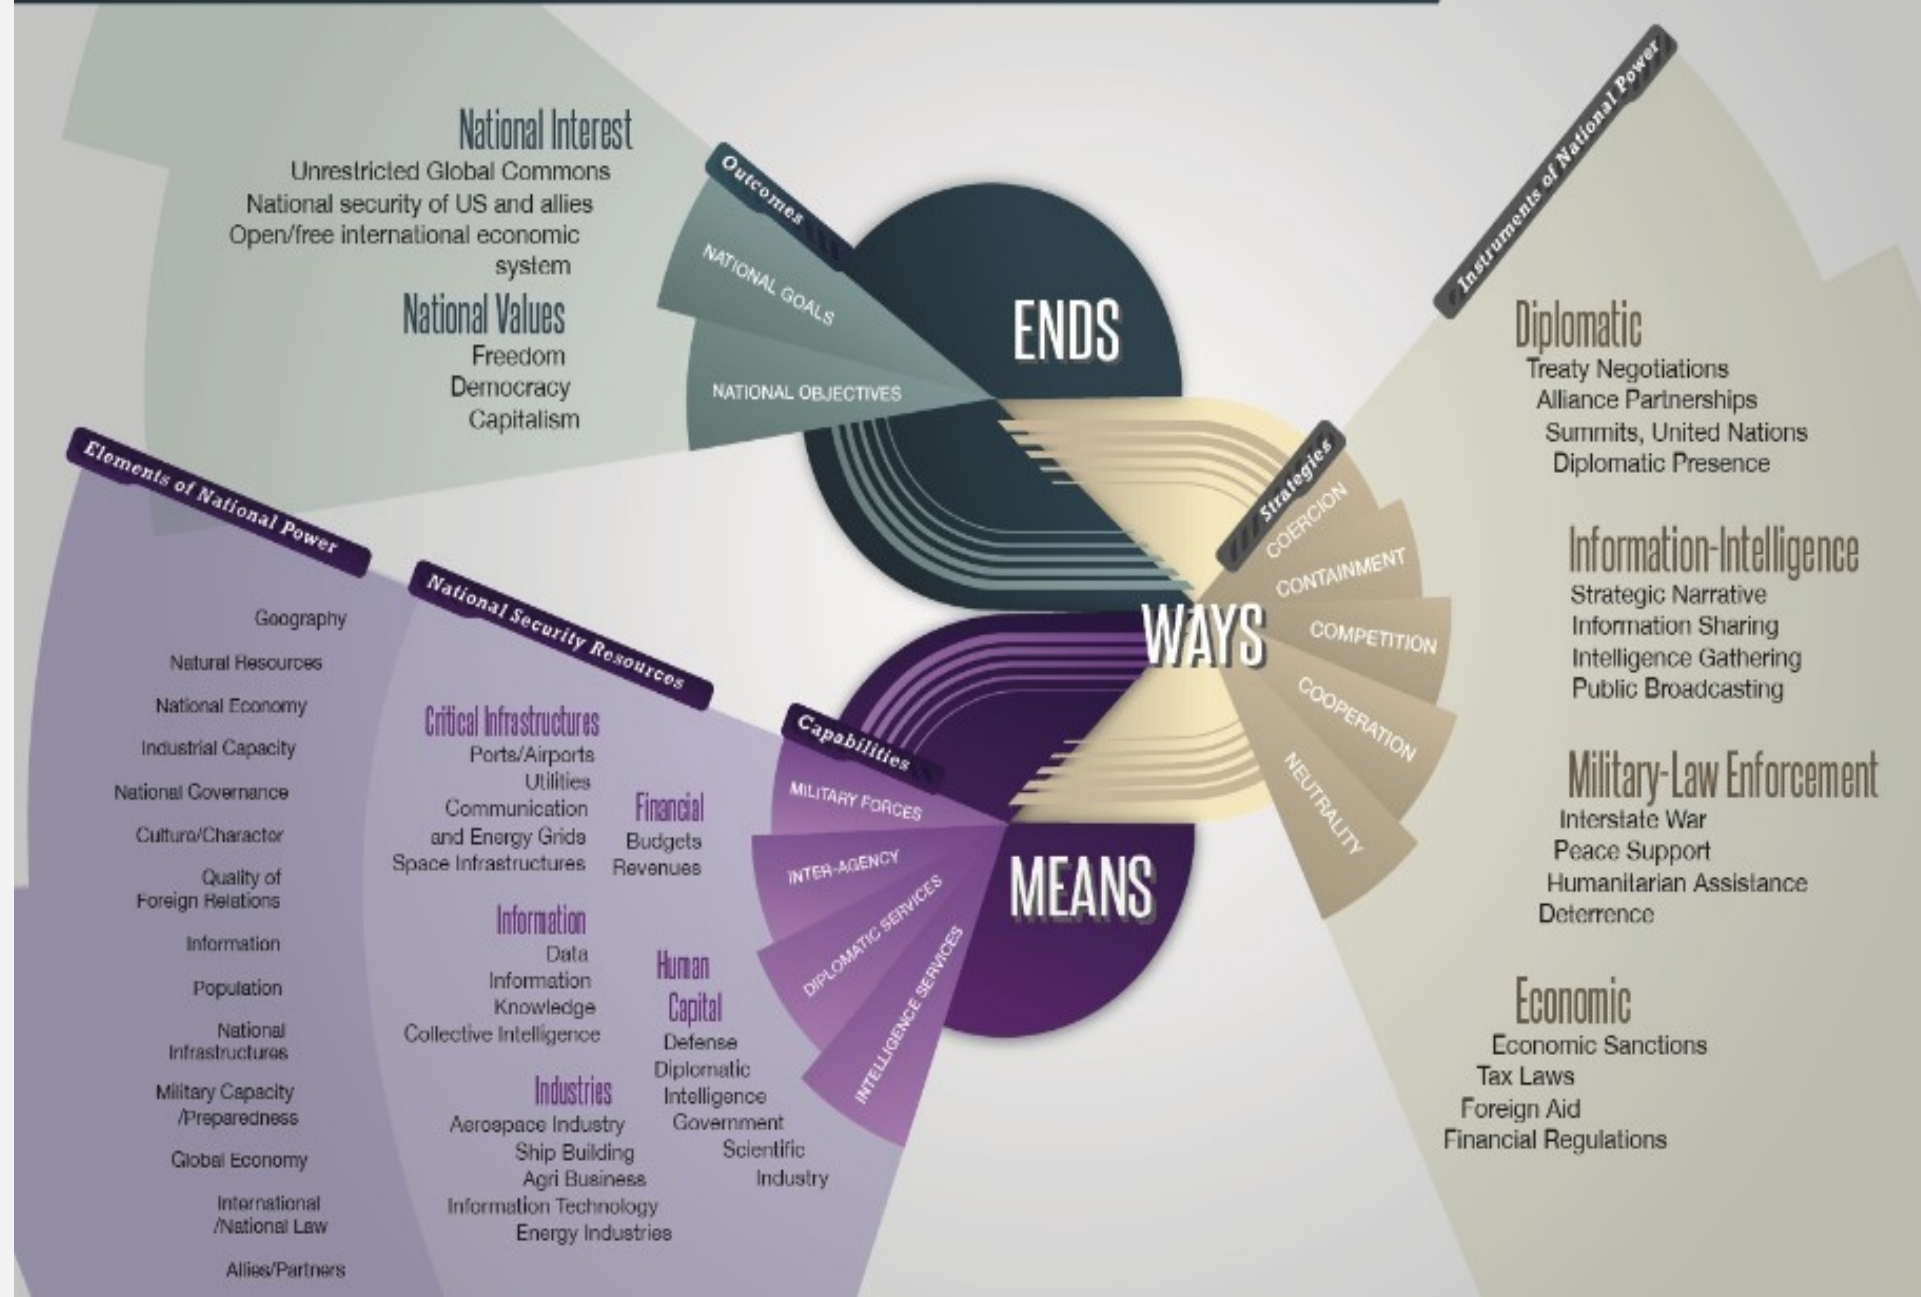 National Interest
Unrestricted Global Commons
National security of US and allies
Open/free international economic
system
National Values
Freedom
Democracy
Capitalism
Outcomes
NATIONAL GOALS
NATIONAL OBJECTIVES
ENDS
Instruments of National Power
Diplomatic
Treaty Negotiations
Alliance Partnerships
Summits, United Nations
Diplomatic Presence
Information-Intelligence
Strategic Narrative
Information Sharing
Intelligence Gathering
Public Broadcasting
Military-Law Enforcement
Interstate War
Peace Support
Humanitarian Assistance
Deterrence
Economic
Economic Sanctions
Tax Laws
Foreign Aid
Financial Regulations
Strategies
COERCION
CONTAINMENT
COMPETITION
COOPERATION
NEUTRALITY
WAYS
Elements of National Power
Geography
Natural Resources
National Economy
Industrial Capacity
National Governance
Culture/Character
Quality of
Foreign Relations
Information
Population
National
Infrastructures
Military Capacity
/Preparedness
Global Economy
International
/National Law
Allies/Partners
National Security Resources
Critical Infrastructures
Ports/Airports
Utilities
Communication
and Energy Grids
Space Infrastructures
Financial
Budgets
Revenues
Information
Data
Information
Knowledge
Collective Intelligence
Human
Capital
Defense
Diplomatic
Intelligence
Government
Scientific
Industry
Industries
Aerospace Industry
Ship Building
Agri Business
Information Technology
Energy Industries
Capabilities
MILITARY FORCES
INTER-AGENCY
DIPLOMATIC SERVICES
INTELLIGENCE SERVICES
MEANS